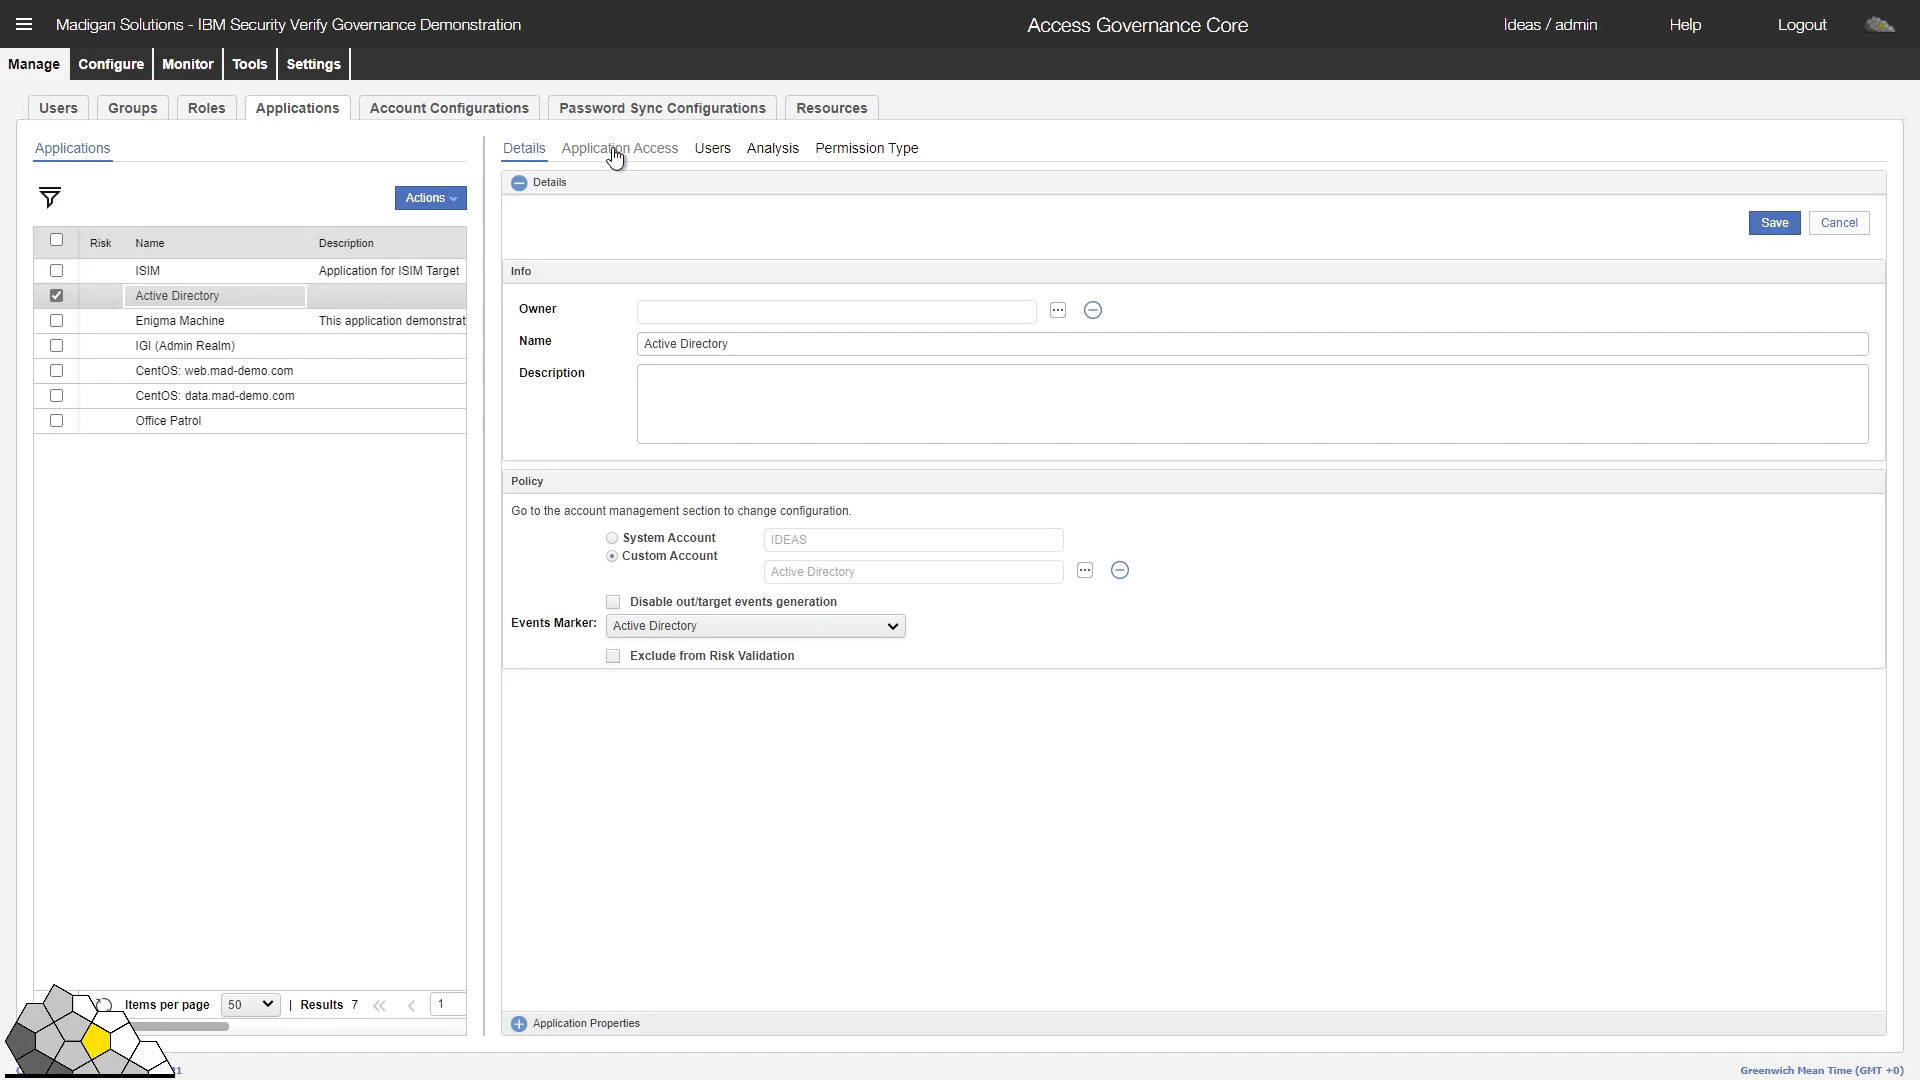 Madigan Solutions - IBM Security Verify Governance Demonstration
Access Governance Core
Ideas / admin
Help
Logout
Manage
Configure
Monitor
Tools
Settings
Users
Groups
Roles
Applications
Account Configurations
Password Sync Configurations
Resources
Applications
Actions
Risk
Name
Description
ISIM
Application for ISIM Target
Active Directory
Enigma Machine
This application demonstrat
IGI (Admin Realm)
CentOS: web.mad-demo.com
CentOS: data.mad-demo.com
Office Patrol
Items per page
50
| Results 7
1
Details
Application Access
Users
Analysis
Permission Type
Details
Save
Cancel
Info
Owner
Name
Active Directory
Description
Policy
Go to the account management section to change configuration.
System Account
IDEAS
Custom Account
Active Directory
Disable out/target events generation
Events Marker:
Active Directory
Exclude from Risk Validation
Application Properties
Greenwich Mean Time (GMT +0)